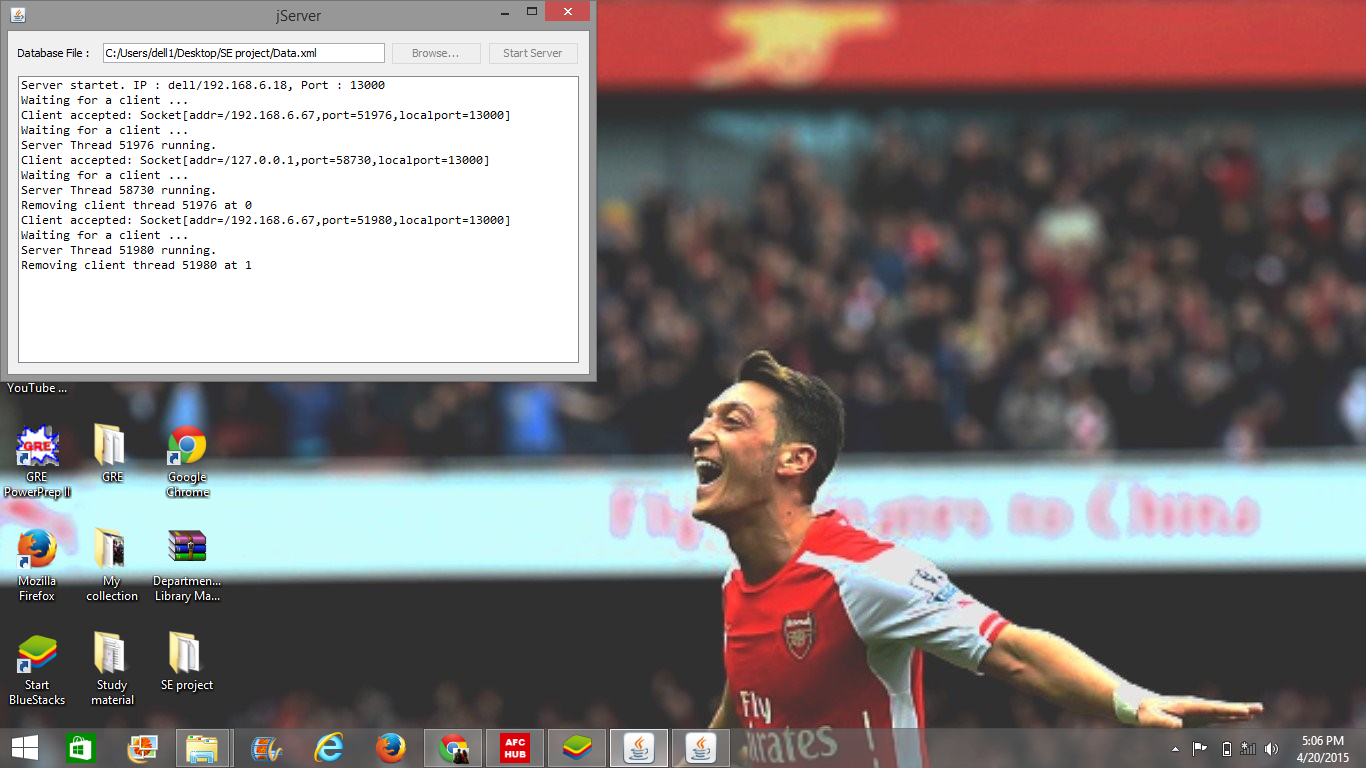 jServer
Database File :
C:/Users/dell1/Desktop/SE project/Data.xml
Browse...
Start Server
Server startet. IP : dell/192.168.6.18, Port : 13000
Waiting for a client ...
Client accepted: Socket[addr=/192.168.6.67,port=51976,localport=13000]
Waiting for a client ...
Server Thread 51976 running.
Client accepted: Socket[addr=/127.0.0.1,port=58730,localport=13000]
Waiting for a client ...
Server Thread 58730 running.
Removing client thread 51976 at 0
Client accepted: Socket[addr=/192.168.6.67,port=51980,localport=13000]
Waiting for a client ...
Server Thread 51980 running.
Removing client thread 51980 at 1
YouTube ...
GRE
GRE
PowerPrep II
GRE
Google
Chrome
Fly
to China
Mozilla
Firefox
My
collection
Departmen...
Library Ma...
Arsenal
Start
BlueStacks
Study
material
SE project
Fly
Emirates
AFC
HUB
5:06 PM
4/20/2015